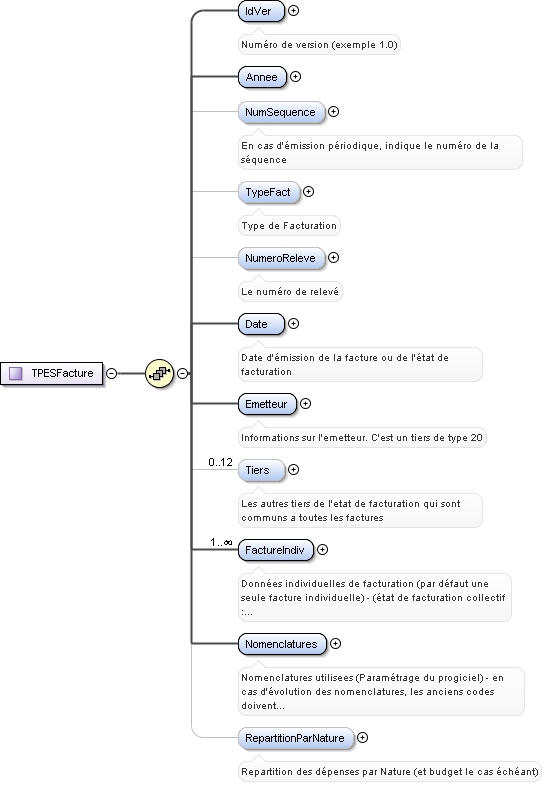 IdVer
Numéro de version (exemple 1.0)
Annee
NumSequence
En cas d'émission périodique, indique le numéro de la
séquence
TypeFact
Type de Facturation
NumeroReleve
Le numéro de relevé
Date
Date d'émission de la facture ou de l'état de
facturation
TPESFacture
Emetteur
Informations sur l'emetteur. C'est un tiers de type 20
0..12
Tiers
Les autres tiers de l'etat de facturation qui sont
communs a toutes les factures
1..∞
FactureIndiv
Données individuelles de facturation (par défaut une
seule facture individuelle) - (état de facturation collectif
:...
Nomenclatures
Nomenclatures utilisees (Paramétrage du progiciel) - en
cas d'évolution des nomenclatures, les anciens codes
doivent...
RepartitionParNature
Repartition des dépenses par Nature (et budget le cas échéant)